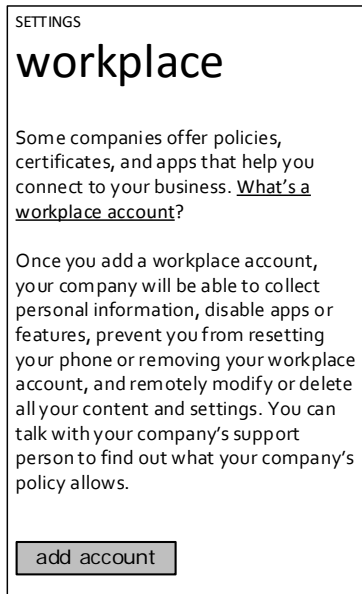 SETTINGS
workplace
Some companies offer policies,
certificates, and apps that help you
connect to your business. What's a
workplace account?
Once you add a workplace account,
your company will be able to collect
personal information, disable apps or
features, prevent you from resetting
your phone or removing your workplace
account, and remotely modify or delete
all your content and settings. You can
talk with your company's support
person to find out what your company's
policy allows.
add account